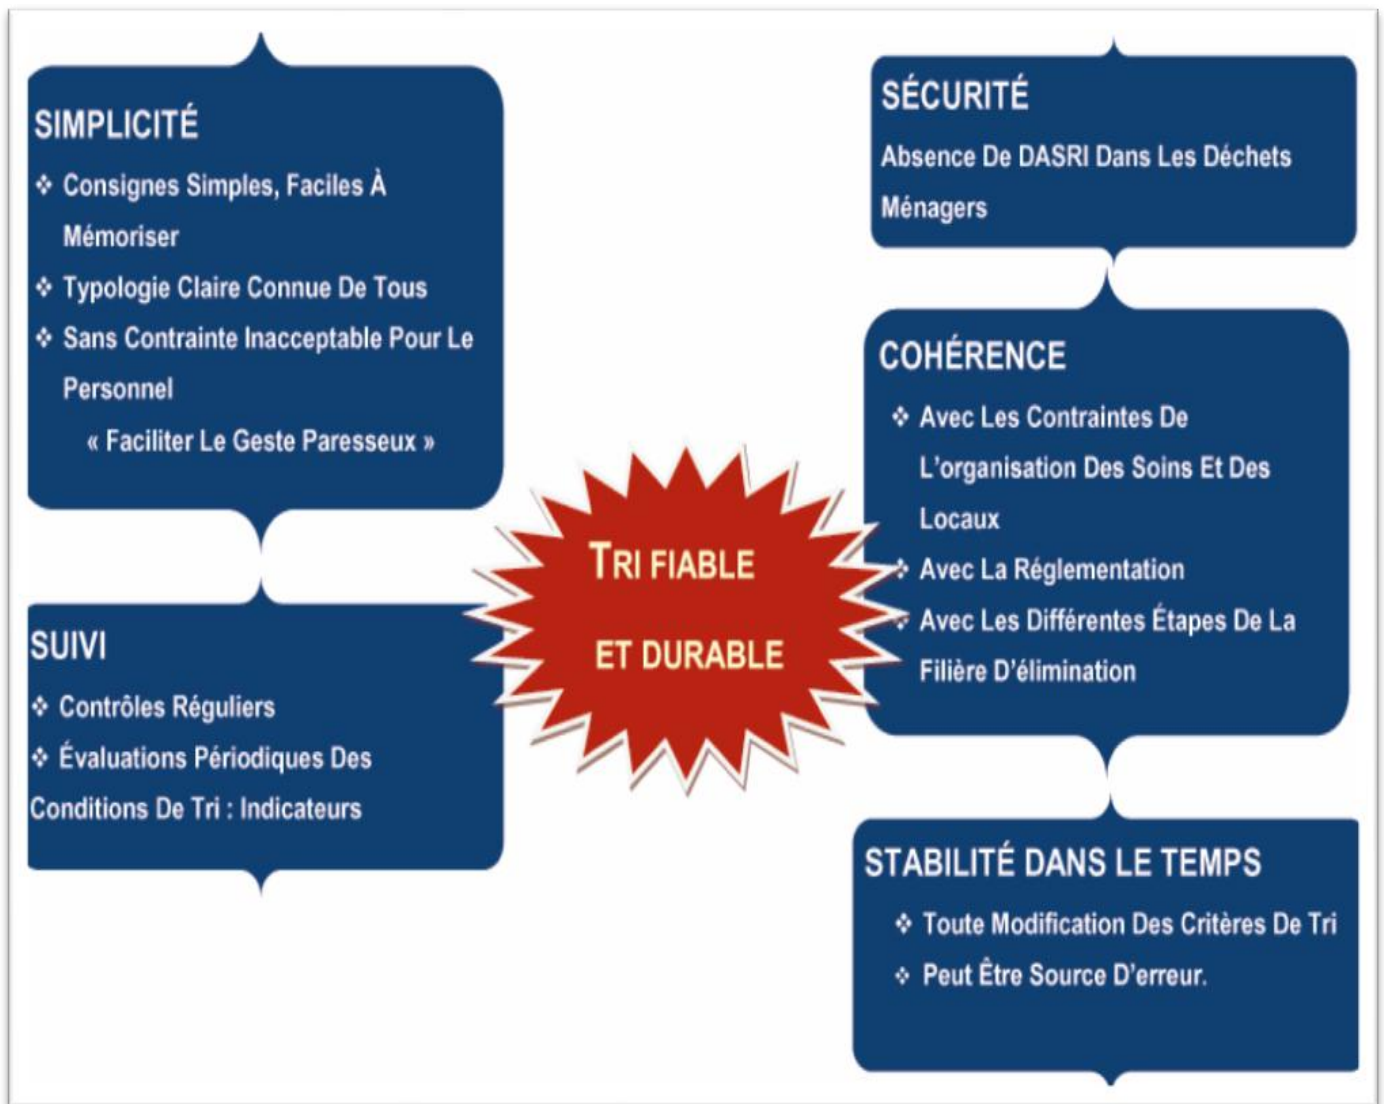 SIMPLICITÉ
❖ Consignes Simples, Faciles À
Mémoriser
❖ Typologie Claire Connue De Tous
❖ Sans Contrainte Inacceptable Pour Le
Personnel
« Faciliter Le Geste Paresseux »
SUIVI
❖ Contrôles Réguliers
❖ Évaluations Périodiques Des
Conditions De Tri : Indicateurs
TRI FIABLE
ET DURABLE
SÉCURITÉ
Absence De DASRI Dans Les Déchets
Ménagers
COHÉRENCE
❖ Avec Les Contraintes De
L'organisation Des Soins Et Des
Locaux
❖ Avec La Réglementation
❖ Avec Les Différentes Étapes De La
Filière D'élimination
STABILITÉ DANS LE TEMPS
❖ Toute Modification Des Critères De Tri
❖ Peut Être Source D'erreur.